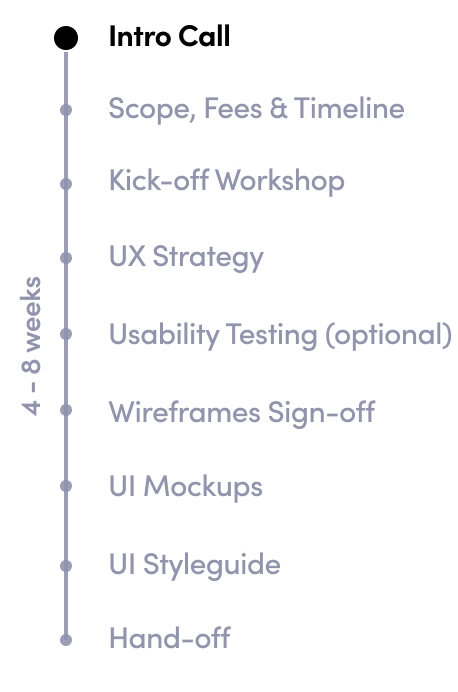 Intro Call
Scope, Fees & Timeline
Kick-off Workshop
UX Strategy
4 - 8 weeks
Usability Testing (optional)
Wireframes Sign-off
UI Mockups
UI Styleguide
Hand-off